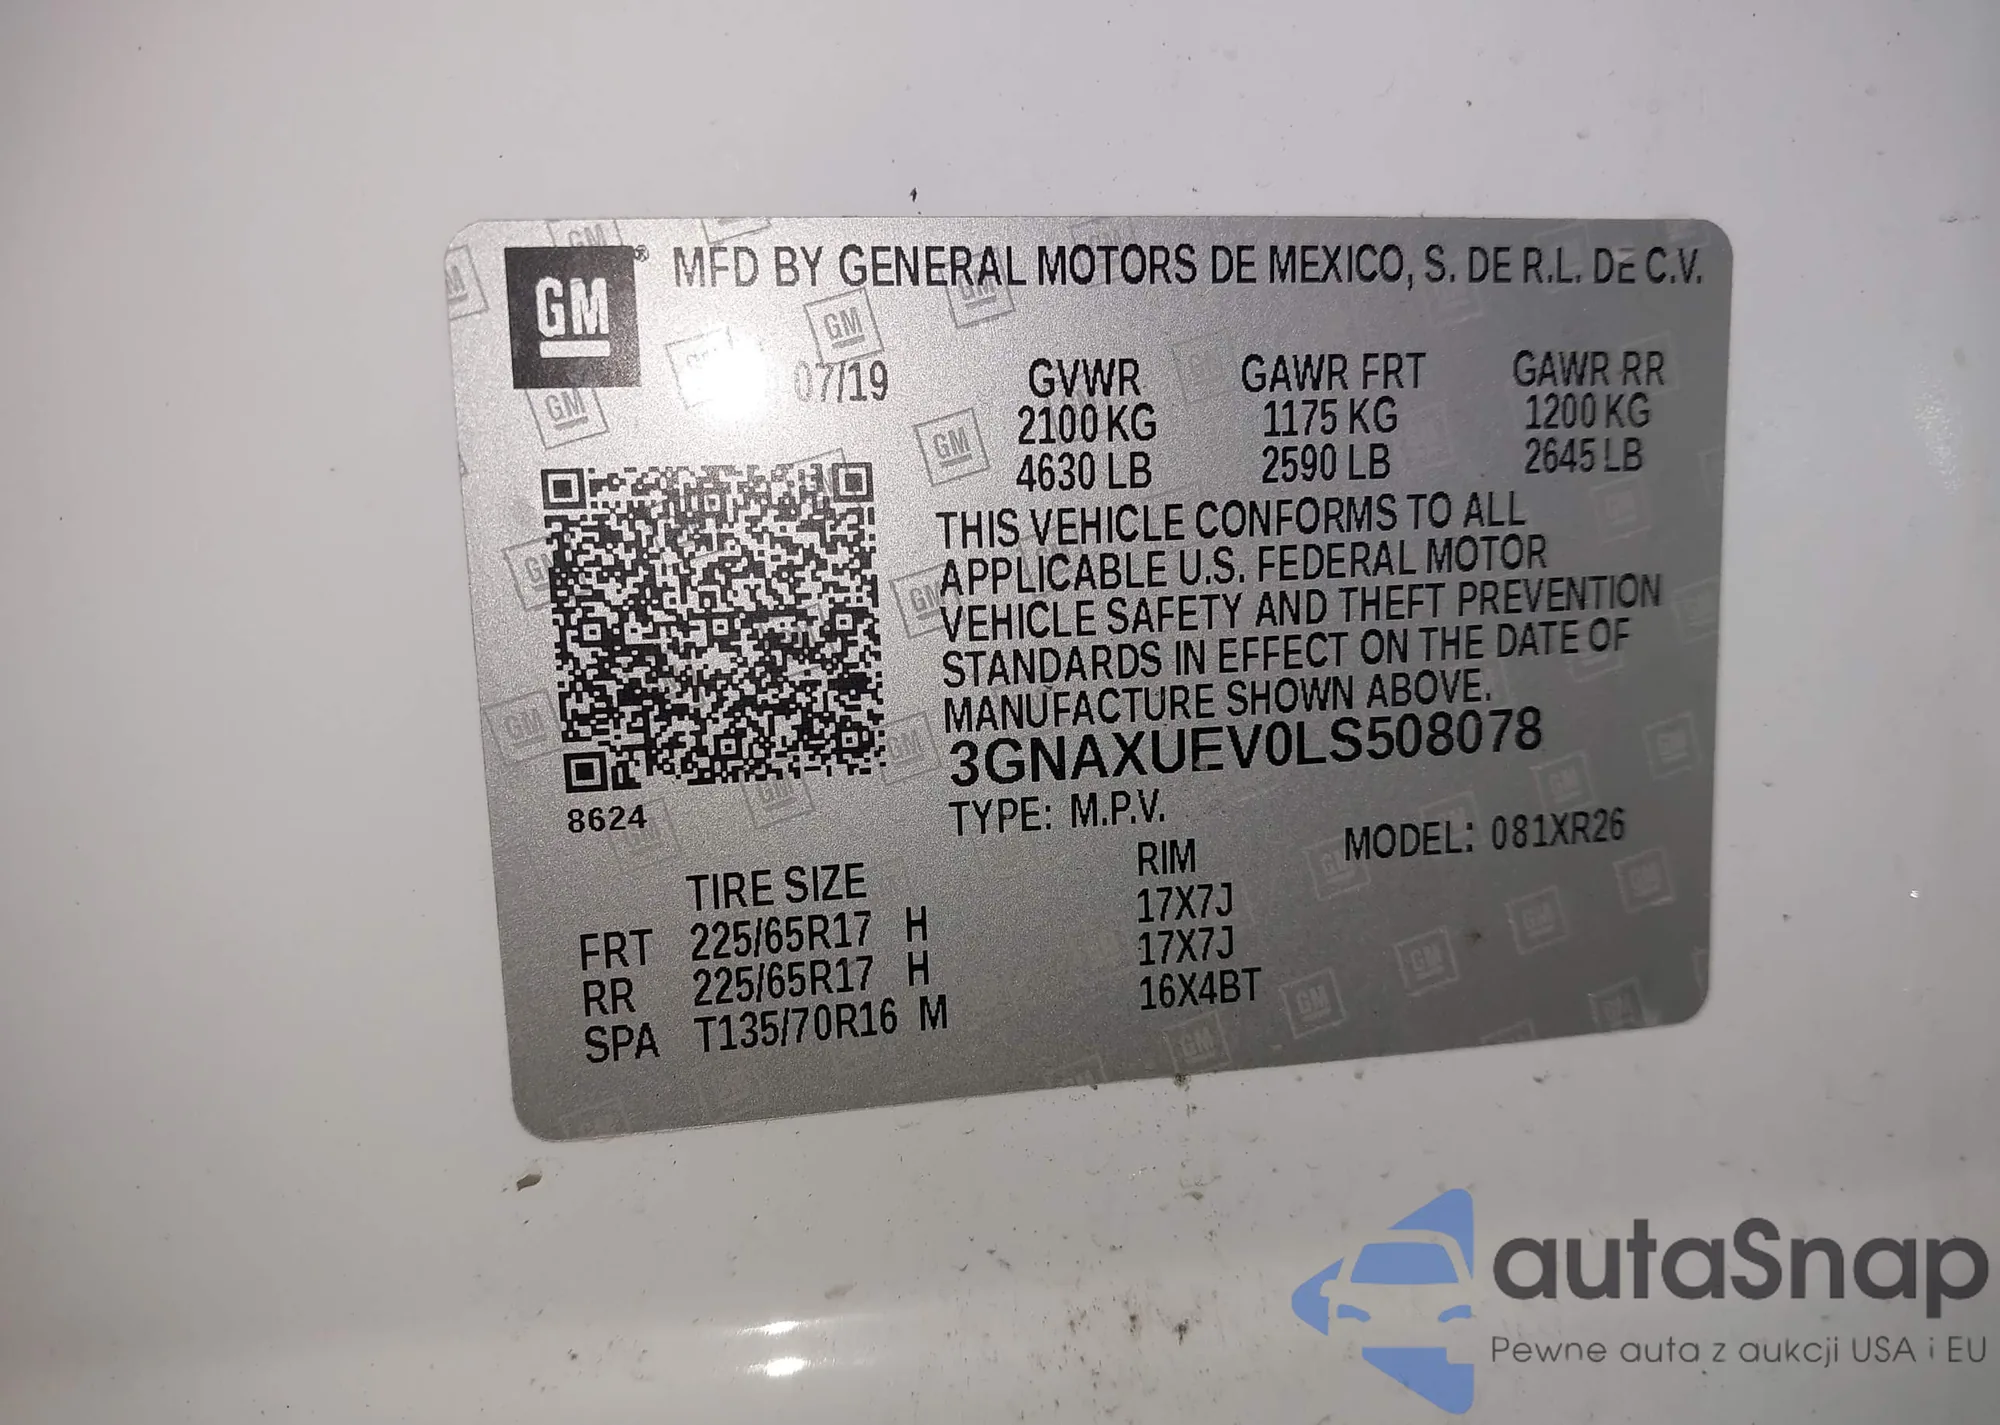 GM® MFD BY GENERAL MOTORS DE MEXICO, S. DE R.L. DE C.V.
07/19 GVWR GAWR FRT GAWR RR
2100 KG 1175 KG 1200 KG
4630 LB 2590 LB 2645 LB
THIS VEHICLE CONFORMS TO ALL
APPLICABLE U.S. FEDERAL MOTOR
VEHICLE SAFETY AND THEFT PREVENTION
STANDARDS IN EFFECT ON THE DATE OF
MANUFACTURE SHOWN ABOVE.
3GNAXUEV0LS508078
8624
TYPE: M.P.V. MODEL: 081XR26
TIRE SIZE RIM
FRT 225/65R17 H 17X7J
RR 225/65R17 H 17X7J
SPA T135/70R16 M 16X4BT
autaSnap
Pewne auta z aukcji USA i EU